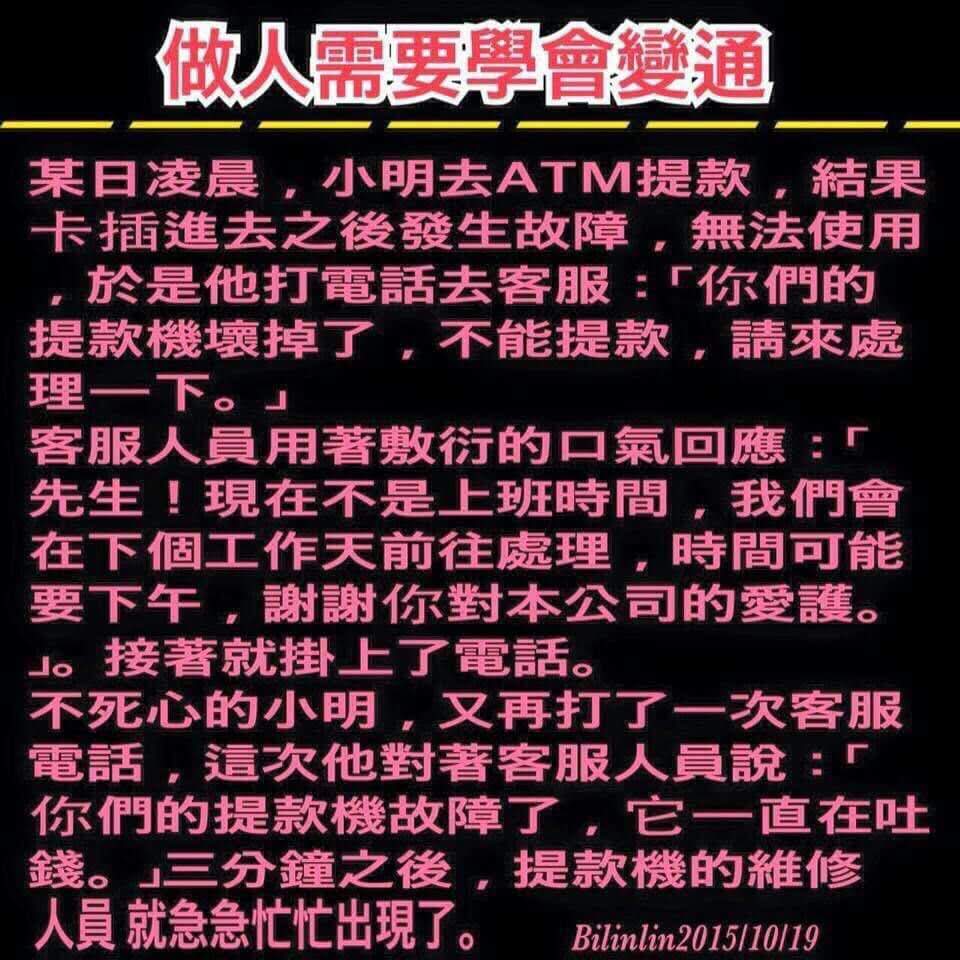 做人需要學會變通
某日凌晨，小明去ATM提款，結果
卡插進去之後發生故障，無法使用
，於是他打電話去客服：「你們的
提款機壞掉了，不能提款，請來處
理一下。」
客服人員用著敷衍的口氣回應：「
先生！現在不是上班時間，我們會
在下個工作天前往處理，時間可能
要下午，謝謝你對本公司的愛護。
」。接著就掛上了電話。
不死心的小明，又再打了一次客服
電話，這次他對著客服人員說：「
你們的提款機故障了，它一直在吐
錢。」三分鐘之後，提款機的維修
人員 就急急忙忙出現了。 Bilinlin2015/10/19